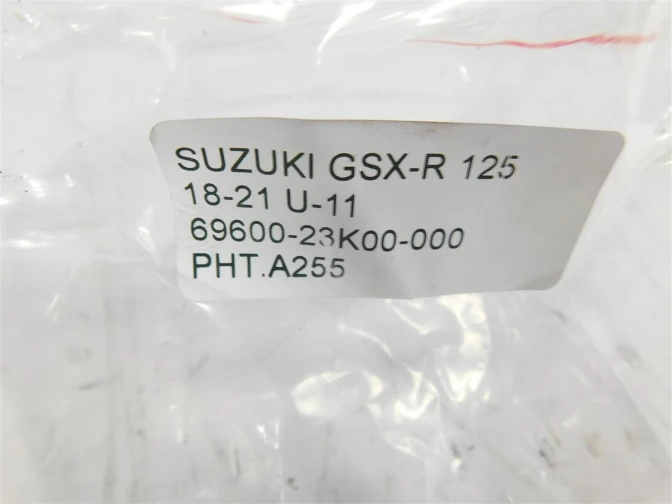 SUZUKI GSX-R 125
18-21 U-11
69600-23K00-000
PHT.A255